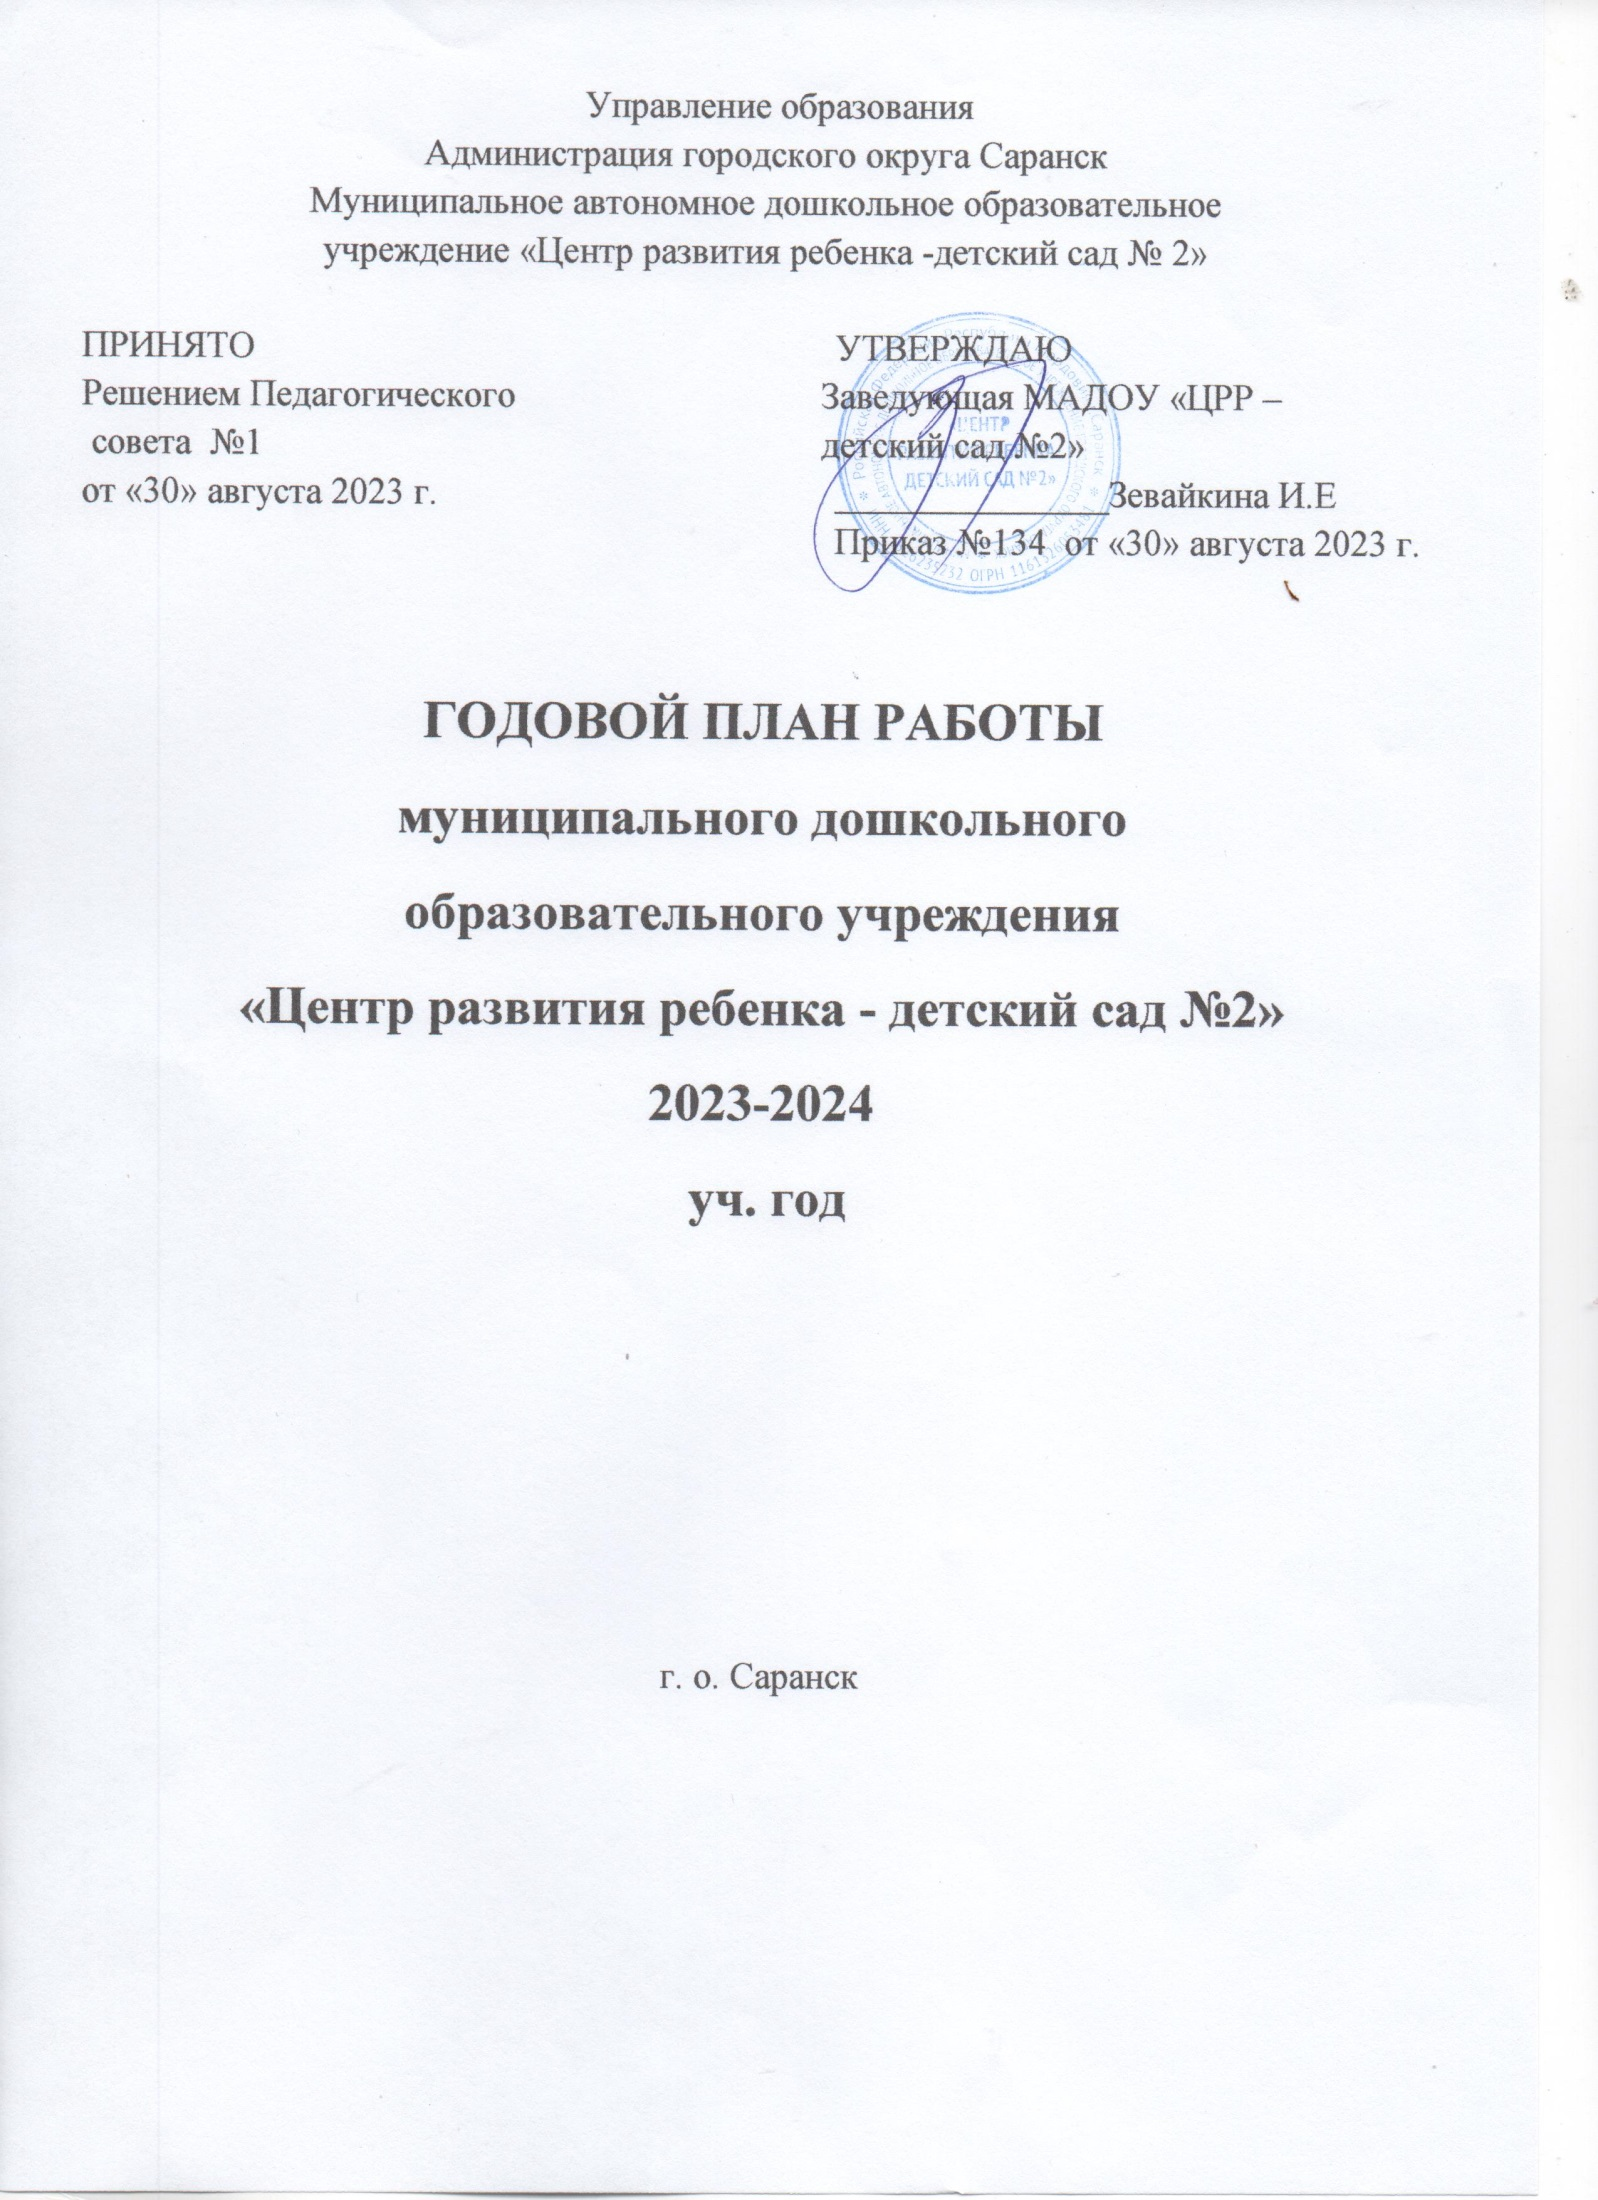 Управление образования
Администрация городского округа Саранск
Муниципальное автономное дошкольное образовательное
учреждение «Центр развития ребенка -детский сад № 2»
ПРИНЯТО
Решением Педагогического
совета №1
от «30» августа 2023 г.
УТВЕРЖДАЮ
Заведующая МАДОУ «ЦРР –
детский сад №2»
Зевайкина И.Е
Приказ №134 от «30» августа 2023 г.
ДЕТСКИЙ САД №2»
ГОДОВОЙ ПЛАН РАБОТЫ
муниципального дошкольного
образовательного учреждения
«Центр развития ребенка - детский сад №2»
2023-2024
уч. год
г. о. Саранск